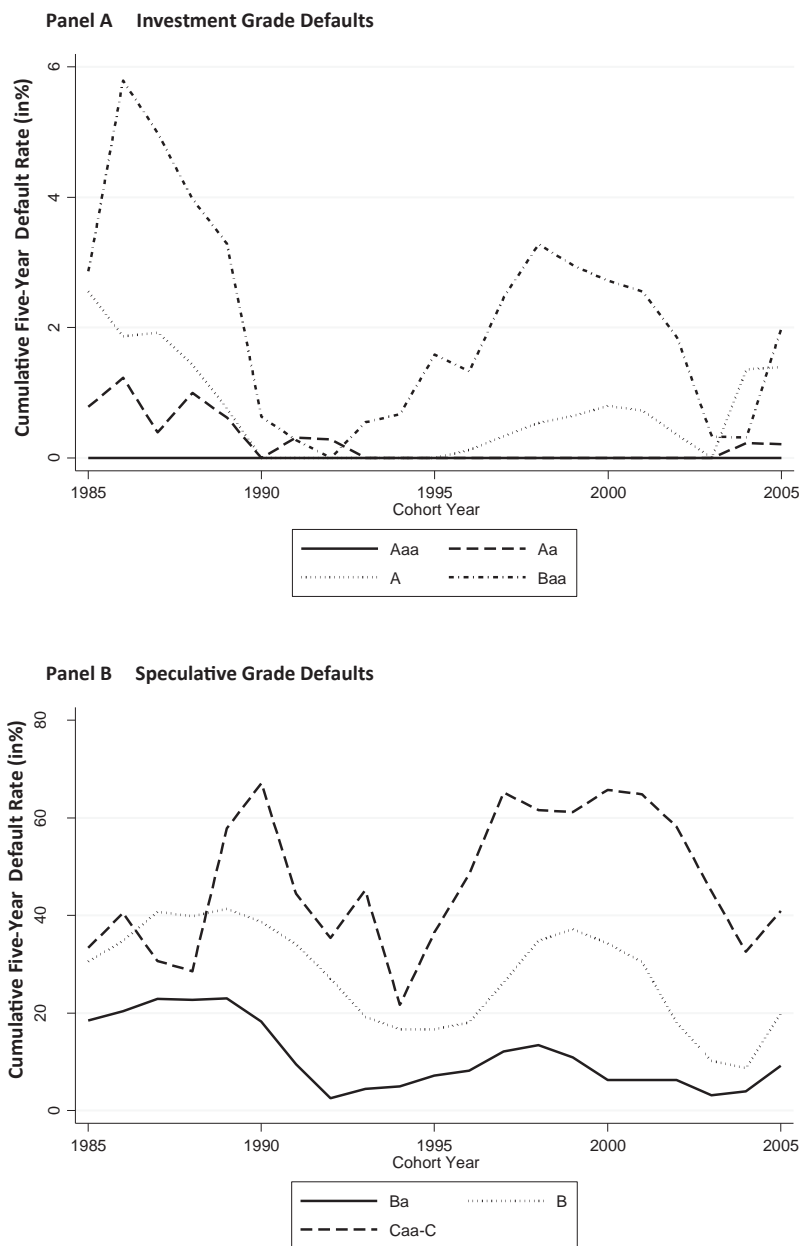 Panel A Investment Grade Defaults
Cumulative Five-Year Default Rate (in%)
6
4
2
0
1985 1990 1995 2000 2005
Cohort Year
Aaa Aa
A Baa
Panel B Speculative Grade Defaults
Cumulative Five-Year Default Rate (in%)
80
60
40
20
0
1985 1990 1995 2000 2005
Cohort Year
Ba B
Caa-C